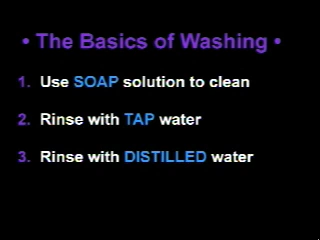 • The Basics of Washing •
1. Use SOAP solution to clean
2. Rinse with TAP water
3. Rinse with DISTILLED water